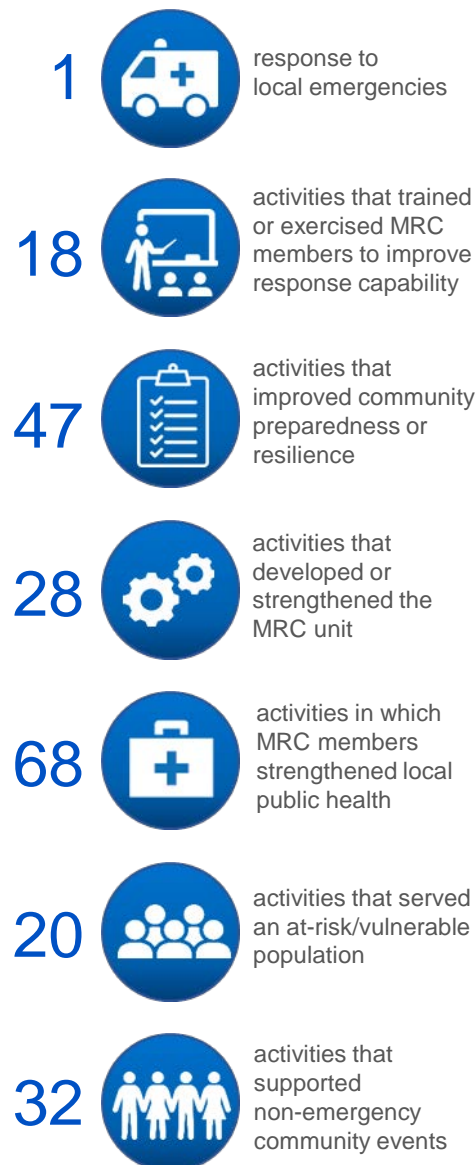 1
response to
local emergencies
18
activities that trained
or exercised MRC
members to improve
response capability
47
activities that
improved community
preparedness or
resilience
28
activities that
developed or
strengthened the
MRC unit
68
activities in which
MRC members
strengthened local
public health
20
activities that served
an at-risk/vulnerable
population
32
activities that
supported
non-emergency
community events